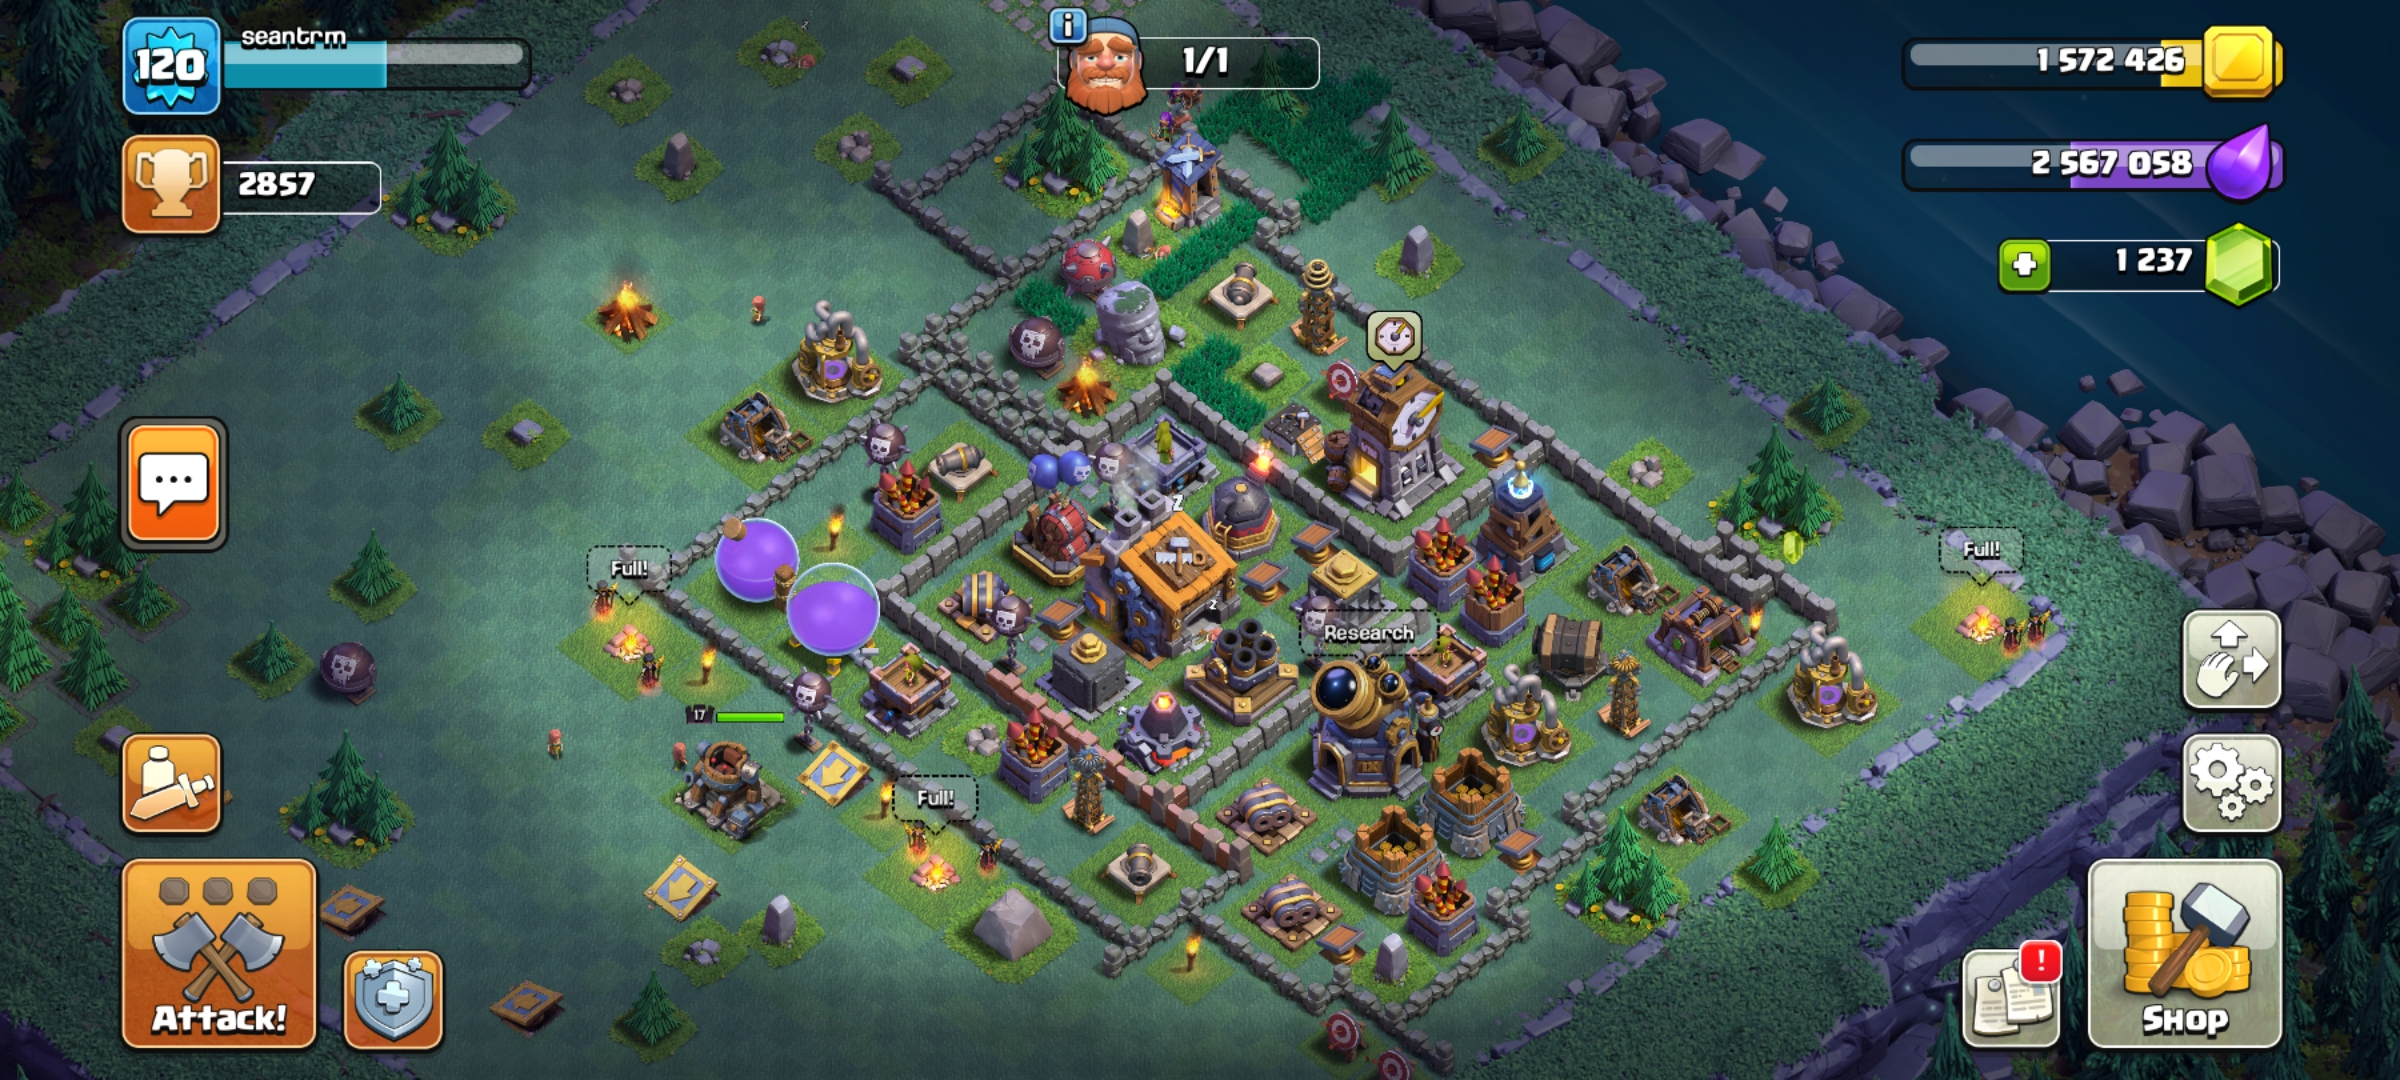 120
seantrm
i
1/1
1 572 426
2857
2 567 058
1 237
z
Full!
Full!
z
Research
17
Full!
Attack!
!
Shop